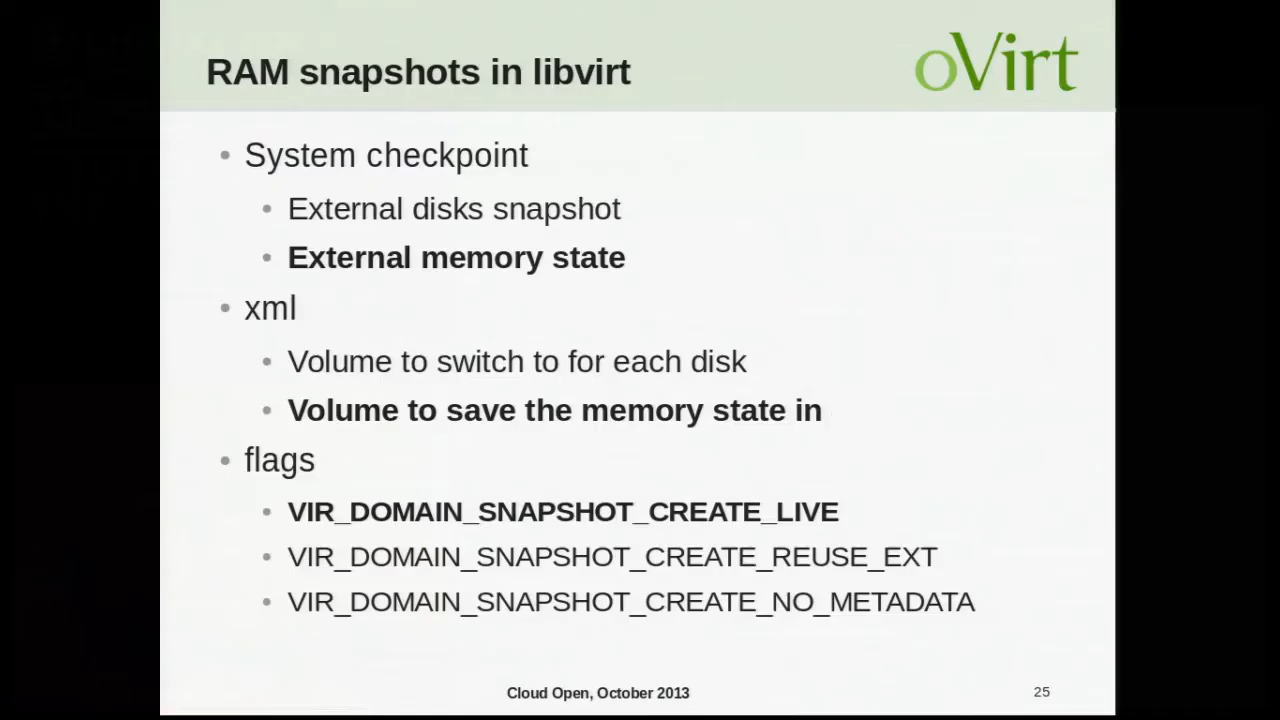 RAM snapshots in libvirt
oVirt
System checkpoint
External disks snapshot
External memory state
xml
Volume to switch to for each disk
Volume to save the memory state in
flags
VIR_DOMAIN_SNAPSHOT_CREATE_LIVE
VIR_DOMAIN_SNAPSHOT_CREATE_REUSE_EXT
VIR_DOMAIN_SNAPSHOT_CREATE_NO_METADATA
Cloud Open, October 2013
25